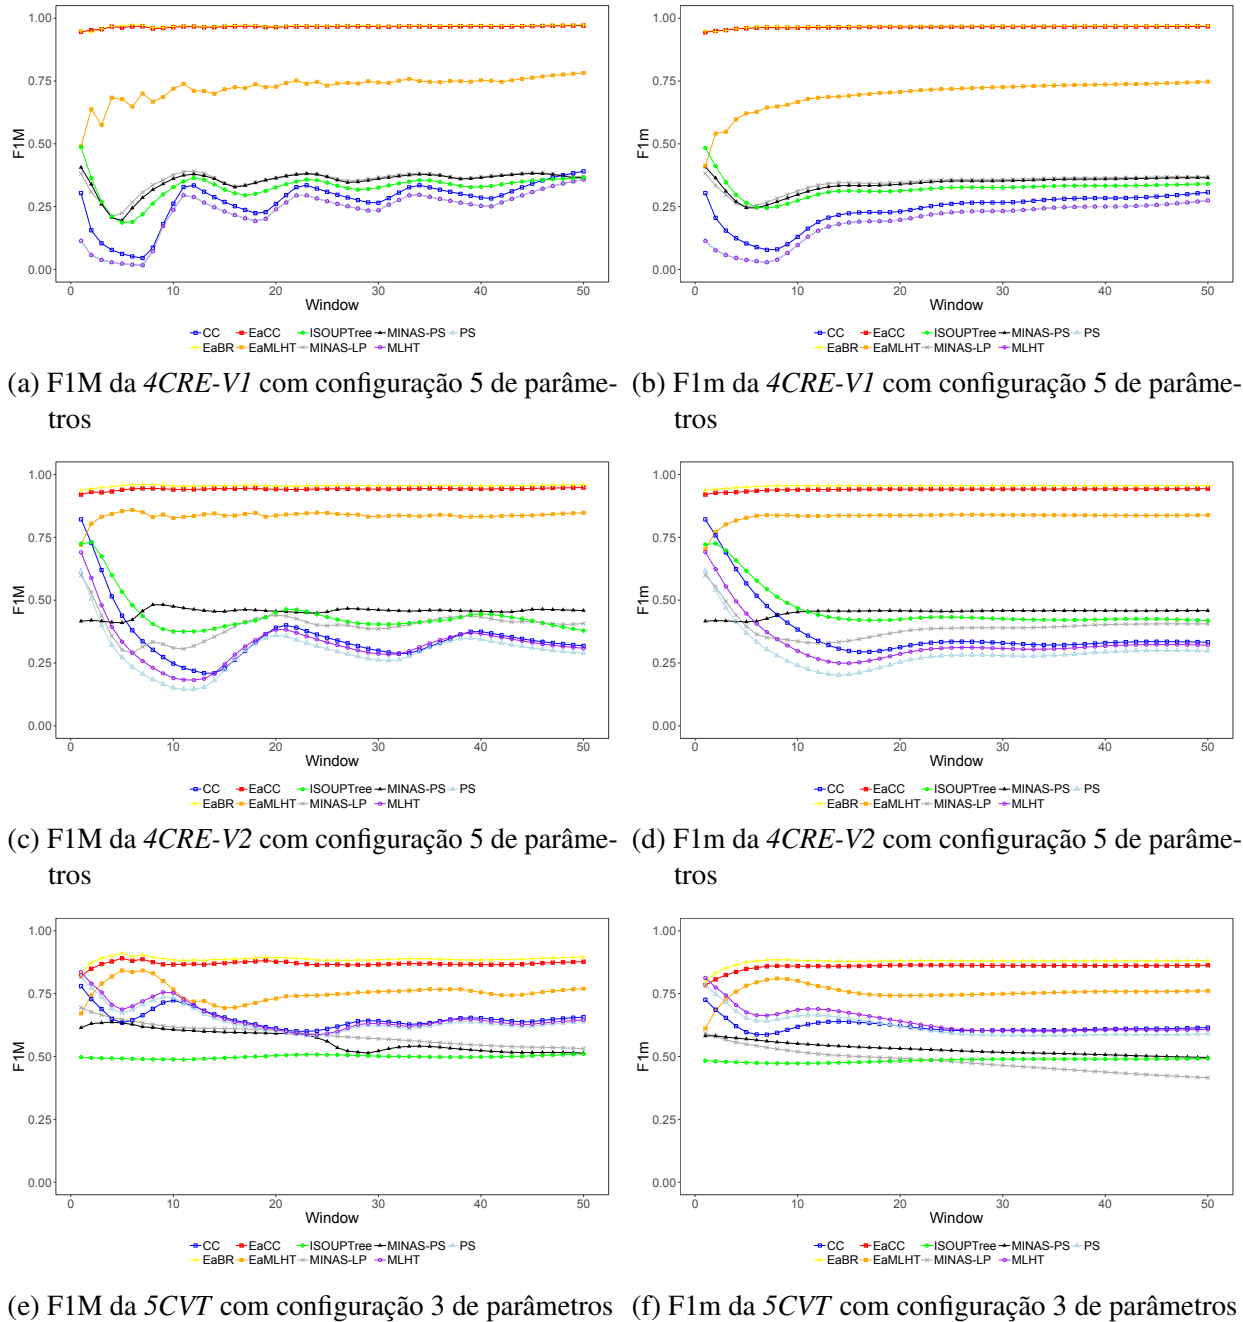 1.00
0.75
0.50
0.25
0.00
F1M
0 10 20 30 40 50
Window
CC EaCC ISOUPTree MINAS-PS PS
EaBR EaMLHT MINAS-LP MLHT
(a) F1M da 4CRE-V1 com configuração 5 de parâme-
tros
1.00
0.75
0.50
0.25
0.00
F1m
0 10 20 30 40 50
Window
CC EaCC ISOUPTree MINAS-PS PS
EaBR EaMLHT MINAS-LP MLHT
(b) F1m da 4CRE-V1 com configuração 5 de parâme-
tros
1.00
0.75
0.50
0.25
0.00
F1M
0 10 20 30 40 50
Window
CC EaCC ISOUPTree MINAS-PS PS
EaBR EaMLHT MINAS-LP MLHT
(c) F1M da 4CRE-V2 com configuração 5 de parâme-
tros
1.00
0.75
0.50
0.25
0.00
F1m
0 10 20 30 40 50
Window
CC EaCC ISOUPTree MINAS-PS PS
EaBR EaMLHT MINAS-LP MLHT
(d) F1m da 4CRE-V2 com configuração 5 de parâme-
tros
1.00
0.75
0.50
0.25
0.00
F1M
0 10 20 30 40 50
Window
CC EaCC ISOUPTree MINAS-PS PS
EaBR EaMLHT MINAS-LP MLHT
(e) F1M da 5CVT com configuração 3 de parâmetros
1.00
0.75
0.50
0.25
0.00
F1m
0 10 20 30 40 50
Window
CC EaCC ISOUPTree MINAS-PS PS
EaBR EaMLHT MINAS-LP MLHT
(f) F1m da 5CVT com configuração 3 de parâmetros